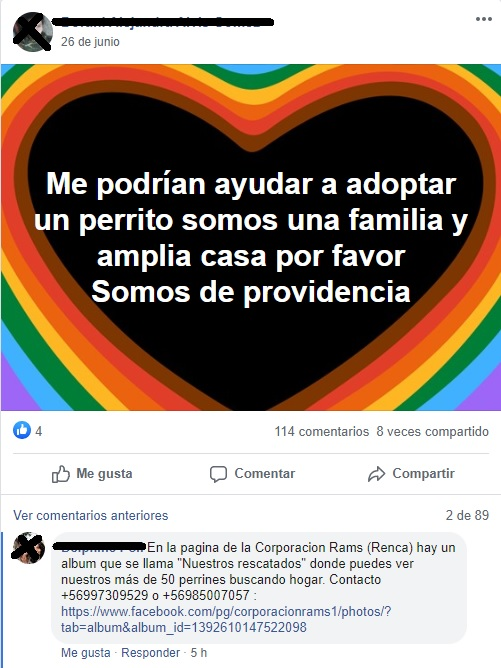 26 de junio
Me podrían ayudar a adoptar
un perrito somos una familia y
amplia casa por favor
Somos de providencia
4
114 comentarios 8 veces compartido
Me gusta Comentar Compartir
Ver comentarios anteriores 2 de 89
En la pagina de la Corporacion Rams (Renca) hay un
album que se llama "Nuestros rescatados" donde puedes ver
nuestros más de 50 perrines buscando hogar. Contacto
+56997309529 o +56985007057 :
https://www.facebook.com/pg/corporacionrams1/photos/?
tab=album&album_id=1392610147522098
Me gusta · Responder · 5 h